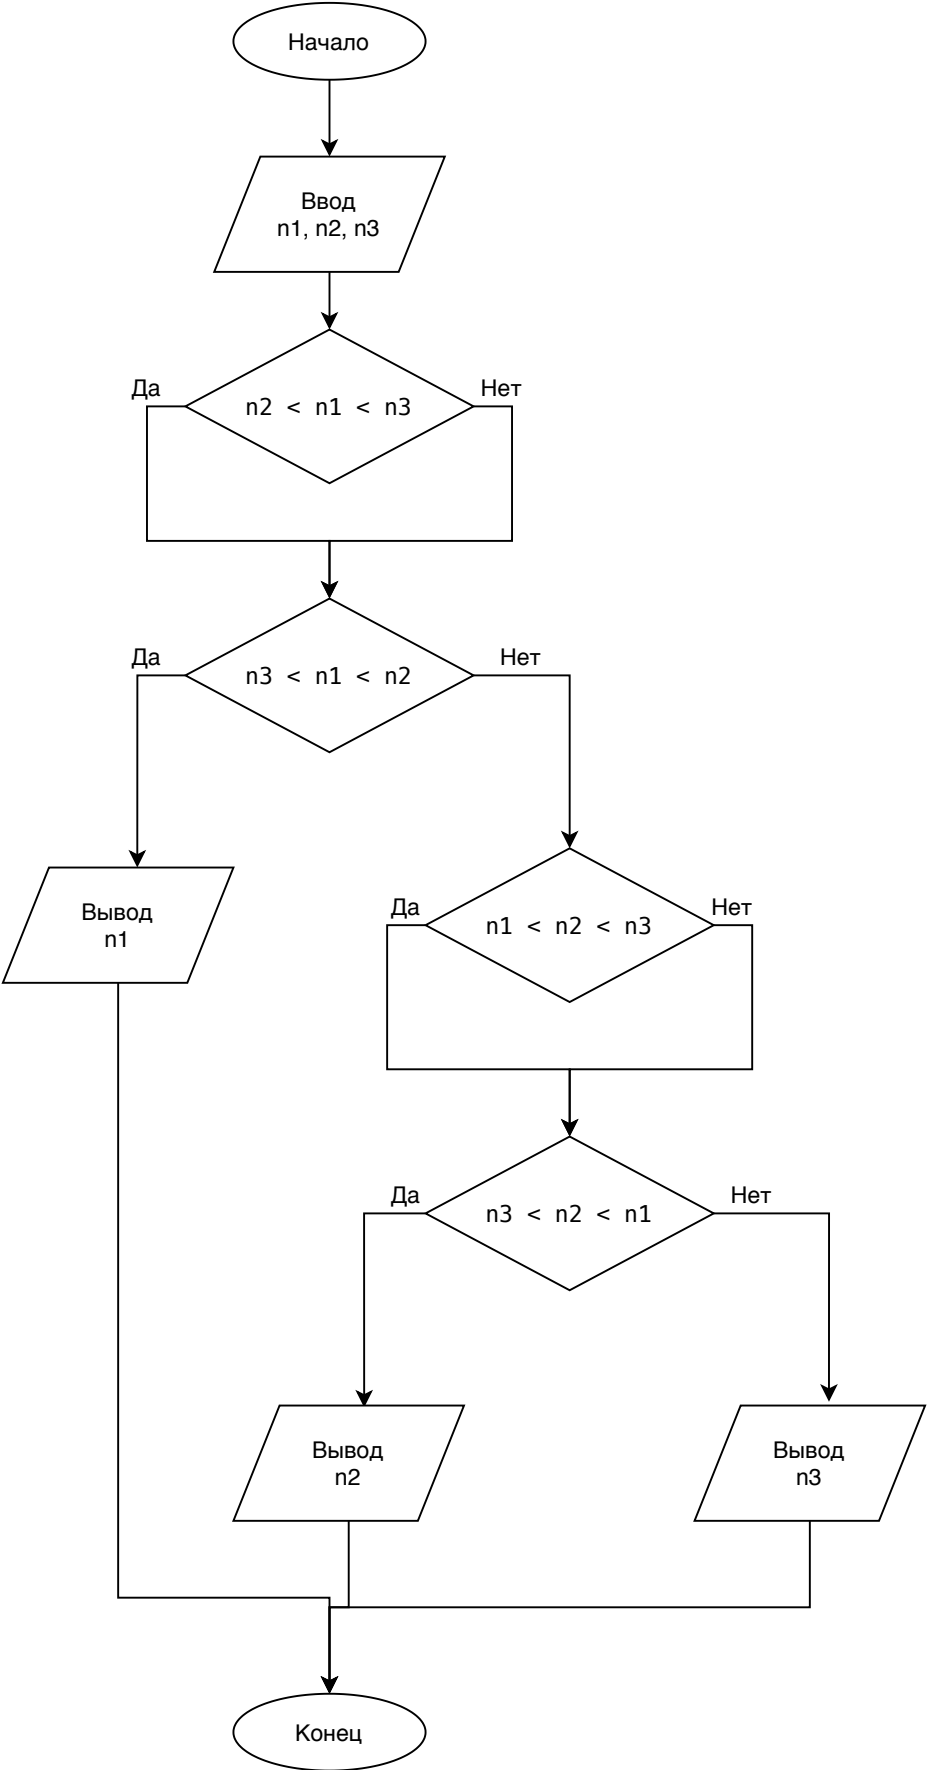 Начало
Ввод
n1, n2, n3
Да
Нет
n2 < n1 < n3
Да
Нет
n3 < n1 < n2
Вывод
n1
Да
Нет
n1 < n2 < n3
Да
Нет
n3 < n2 < n1
Вывод
n2
Вывод
n3
Конец